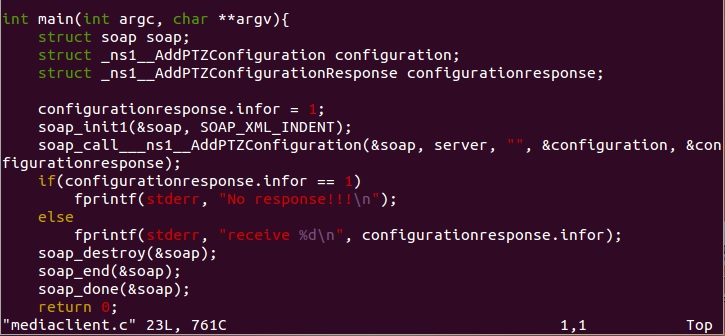 int main(int argc, char **argv){
    struct soap soap;
    struct _ns1__AddPTZConfiguration configuration;
    struct _ns1__AddPTZConfigurationResponse configurationresponse;

    configurationresponse.infor = 1;
    soap_init1(&soap, SOAP_XML_INDENT);
    soap_call___ns1__AddPTZConfiguration(&soap, server, "", &configuration, &con
figurationresponse);
    if(configurationresponse.infor == 1)
        fprintf(stderr, "No response!!!\n");
    else
        fprintf(stderr, "receive %d\n", configurationresponse.infor);
    soap_destroy(&soap);
    soap_end(&soap);
    soap_done(&soap);
    return 0;
"mediaclient.c" 23L, 761C                                     1,1           Top